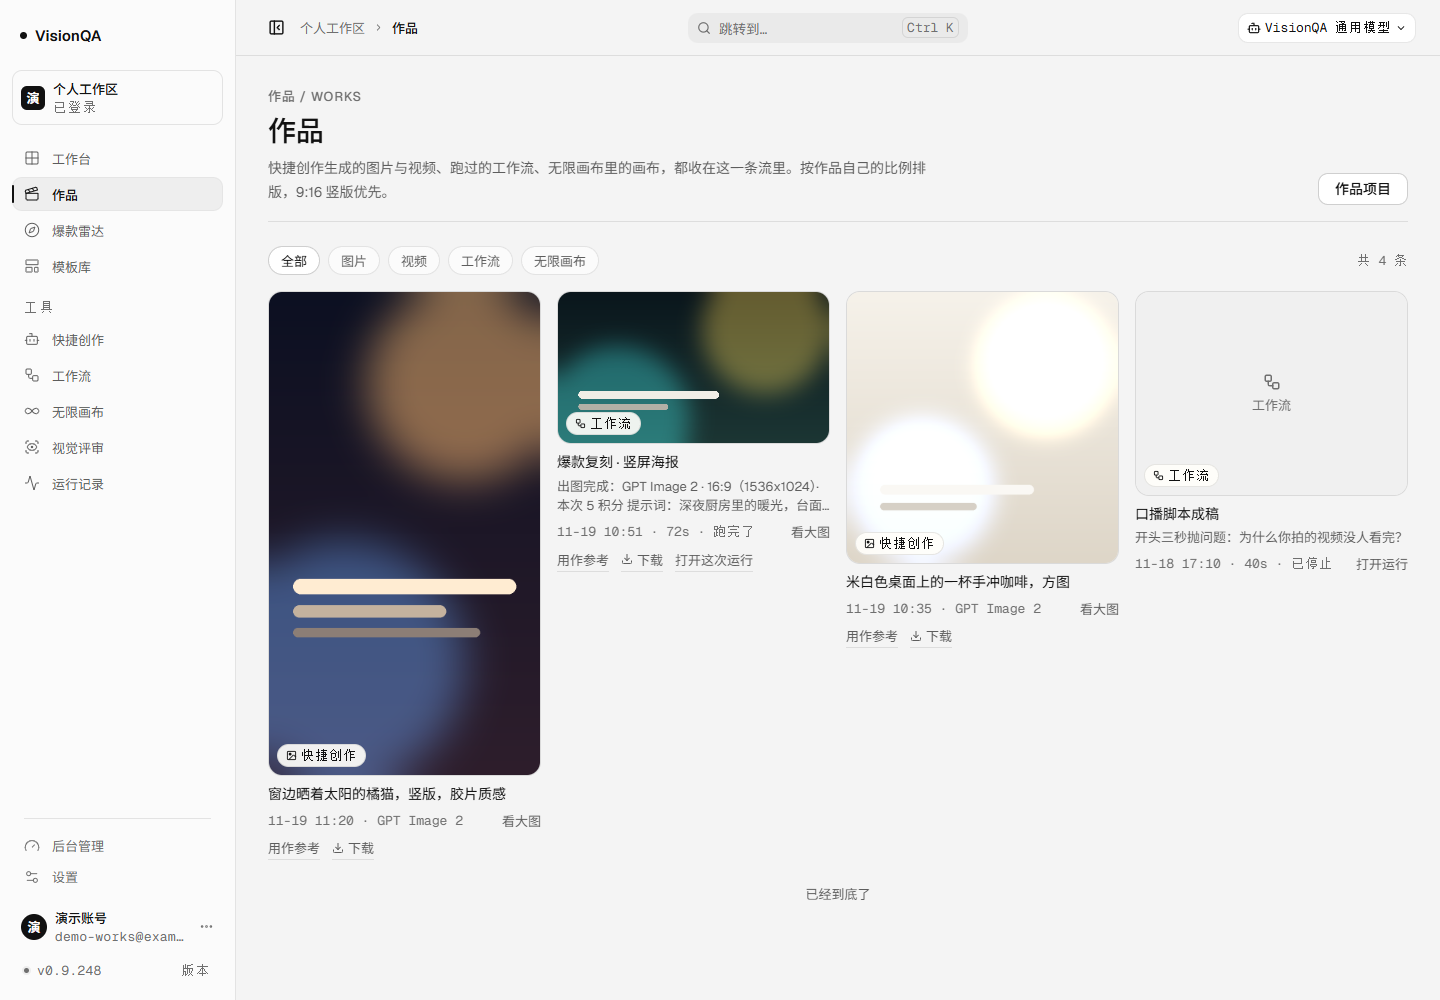 VisionQA
演
个人工作区
已登录
工作台
作品
爆款雷达
模板库
工具
快捷创作
工作流
无限画布
视觉评审
运行记录
后台管理
设置
演
演示账号
demo-works@exam…
v0.9.248 版本
个人工作区 › 作品
跳转到… Ctrl K
VisionQA 通用模型
作品 / WORKS
作品
快捷创作生成的图片与视频、跑过的工作流、无限画布里的画布，都收在这一条流里。按作品自己的比例排
版，9:16 竖版优先。
作品项目
全部 图片 视频 工作流 无限画布
共 4 条
快捷创作
窗边晒着太阳的橘猫，竖版，胶片质感
11-19 11:20 · GPT Image 2 看大图
用作参考 下载
工作流
爆款复刻 · 竖屏海报
出图完成：GPT Image 2 · 16:9（1536x1024）·
本次 5 积分 提示词：深夜厨房里的暖光，台面…
11-19 10:51 · 72s · 跑完了 看大图
用作参考 下载 打开这次运行
快捷创作
米白色桌面上的一杯手冲咖啡，方图
11-19 10:35 · GPT Image 2 看大图
用作参考 下载
工作流
工作流
口播脚本成稿
开头三秒抛问题：为什么你拍的视频没人看完？
11-18 17:10 · 40s · 已停止 打开运行
已经到底了